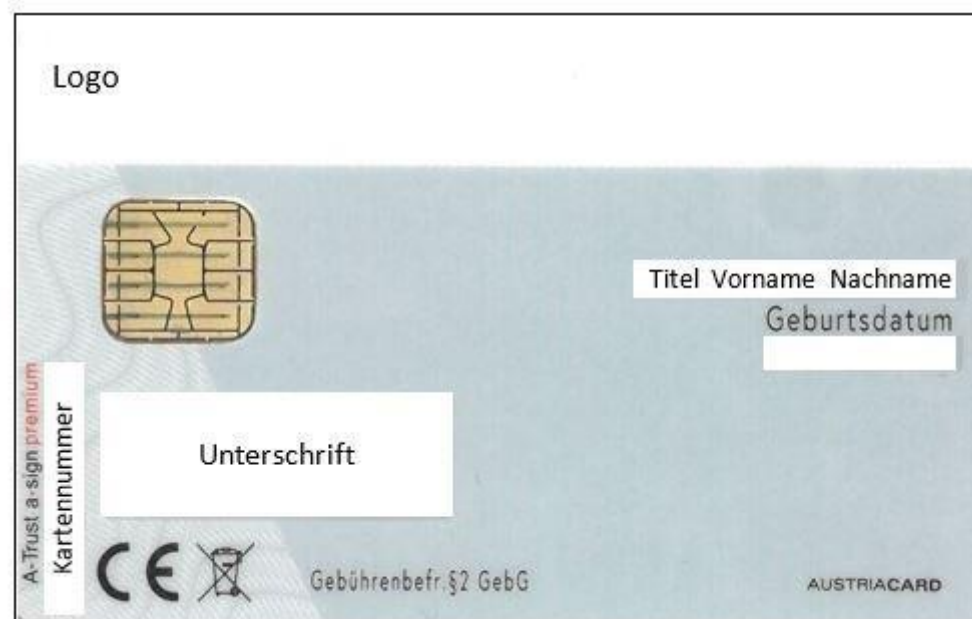 Logo
Titel Vorname Nachname
Geburtsdatum
A-Trust a-sign premium
Kartennummer
Unterschrift
CE
Gebührenbefr.§2 GebG
AUSTRIACARD